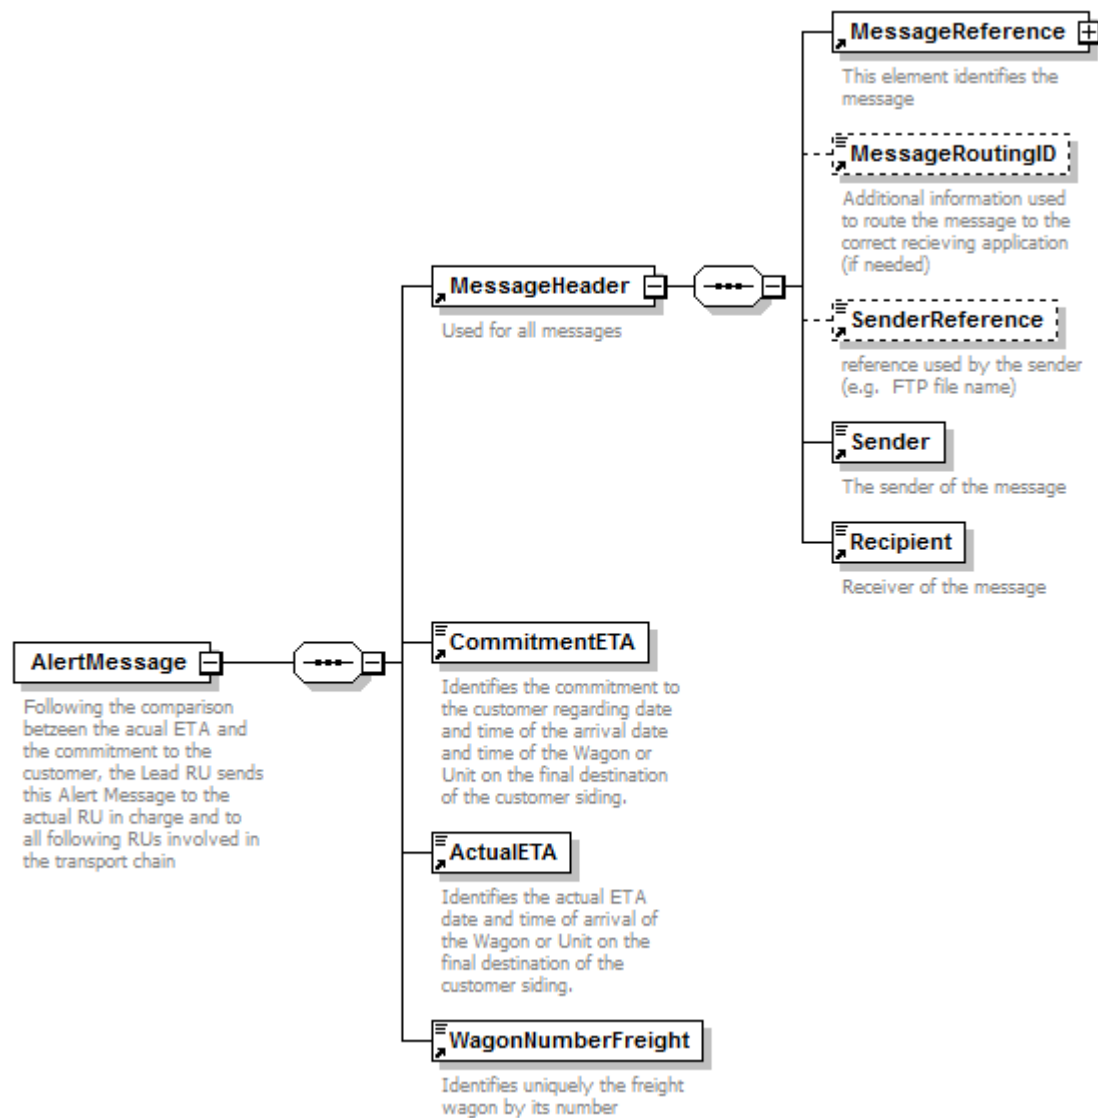 MessageReference
This element identifies the
message
MessageRoutingID
Additional information used
to route the message to the
correct recieving application
(if needed)
MessageHeader
Used for all messages
SenderReference
reference used by the sender
(e.g.  FTP file name)
Sender
The sender of the message
Recipient
Receiver of the message
AlertMessage
Following the comparison
betzeen the acual ETA and
the commitment to the
customer, the Lead RU sends
this Alert Message to the
actual RU in charge and to
all following RUs involved in
the transport chain
CommitmentETA
Identifies the commitment to
the customer regarding date
and time of the arrival date
and time of the Wagon or
Unit on the final destination
of the customer siding.
ActualETA
Identifies the actual ETA
date and time of arrival of
the Wagon or Unit on the
final destination of the
customer siding.
WagonNumberFreight
Identifies uniquely the freight
wagon by its number